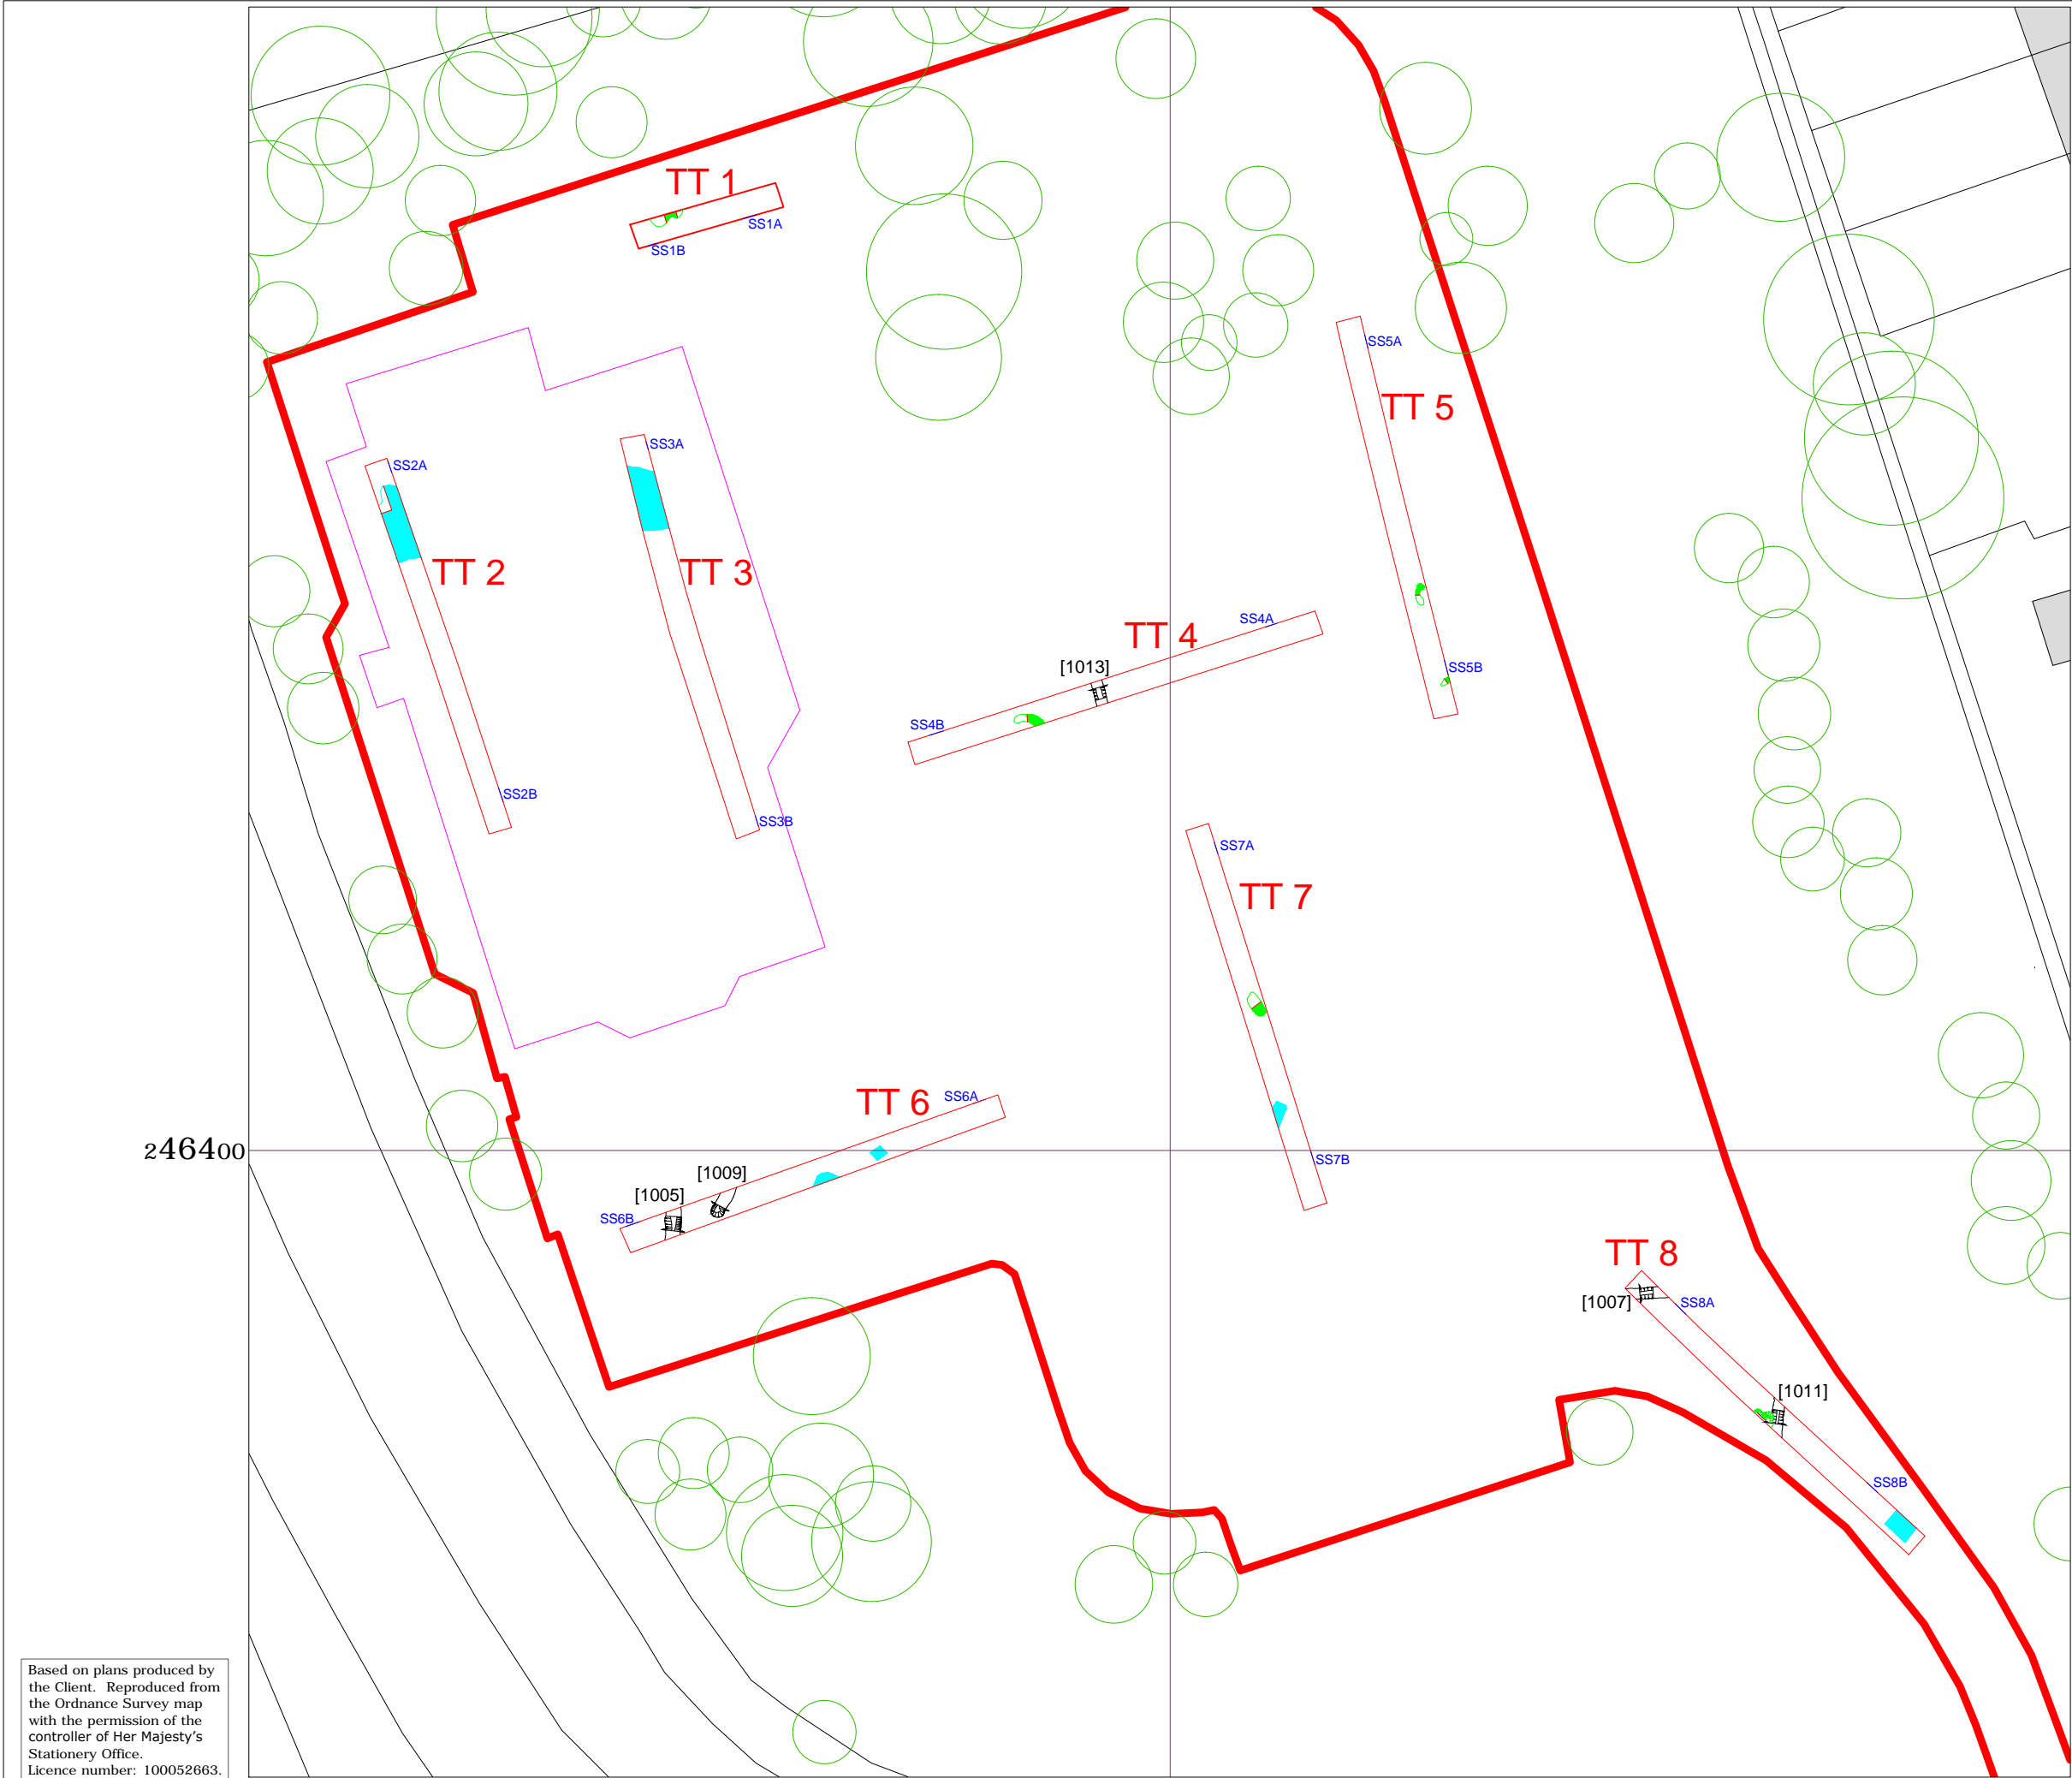 TT 1
SS1A
SS1B
SS5A
TT 5
SS3A
SS2A
TT 2
TT 3
SS4A
TT 4
[1013]
SS5B
SS4B
SS2B
SS3B
SS7A
TT 7
TT 6
SS6A
246400
SS7B
[1009]
[1005]
SS6B
TT 8
[1007]
SS8A
[1011]
SS8B
Based on plans produced by
the Client. Reproduced from
the Ordnance Survey map
with the permission of the
controller of Her Majesty's
Stationery Office.
Licence number: 100052663.